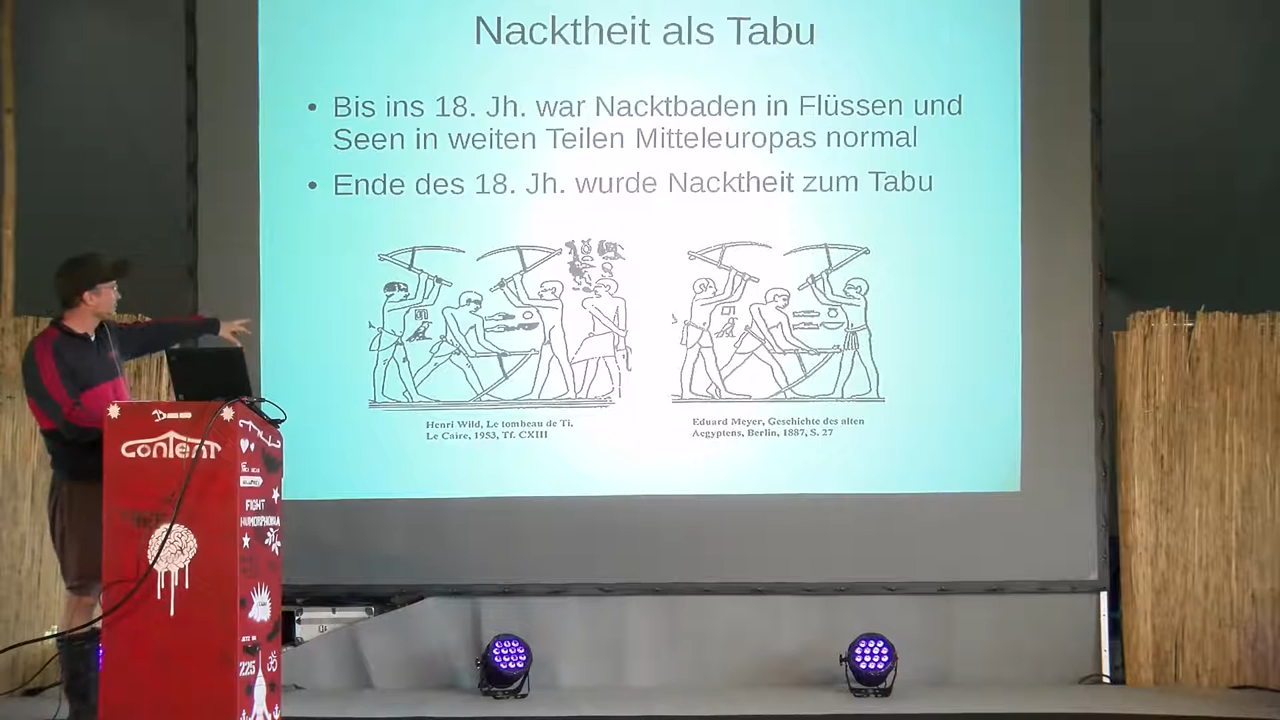 Nacktheit als Tabu
• Bis ins 18. Jh. war Nacktbaden in Flüssen und
Seen in weiten Teilen Mitteleuropas normal
• Ende des 18. Jh. wurde Nacktheit zum Tabu
Henri Wild, Le tombeau de Ti,
Le Caire, 1953, Tf. CXIII
Eduard Meyer, Geschichte des alten
Aegyptens, Berlin, 1887, S. 27
CONTENT
FIGHT
HUMORPHOBIA
225